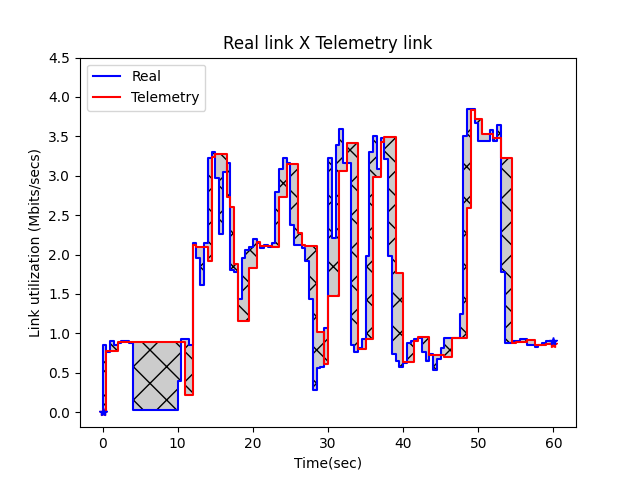 Real link X Telemetry link
Real
Telemetry
Link utilization (Mbits/secs)
4.5
4.0
3.5
3.0
2.5
2.0
1.5
1.0
0.5
0.0
0 10 20 30 40 50 60
Time(sec)